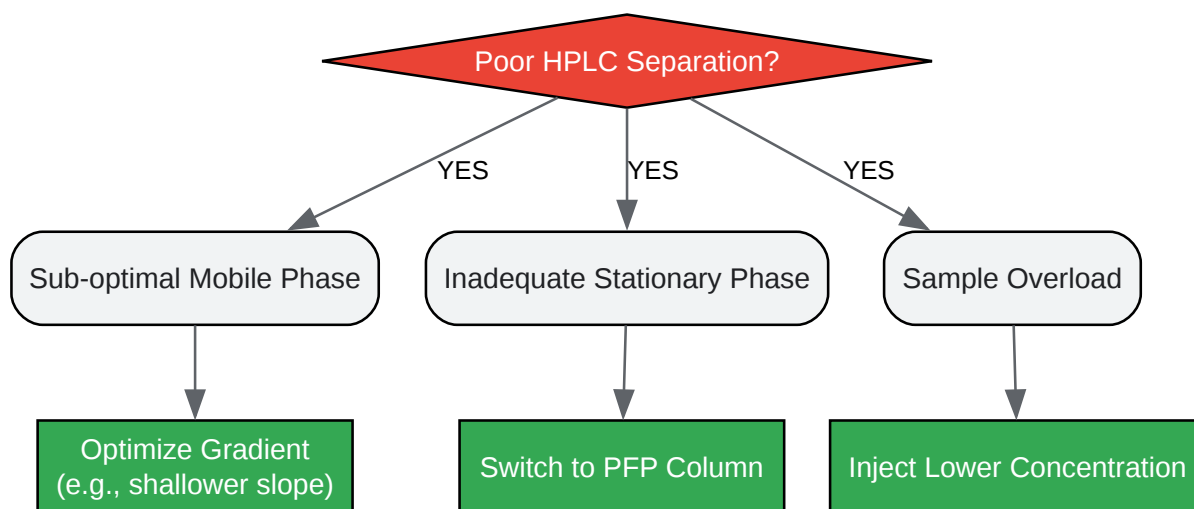 Poor HPLC Separation?
YES
YES
YES
Sub-optimal Mobile Phase
Inadequate Stationary Phase
Sample Overload
Optimize Gradient
(e.g., shallower slope)
Switch to PFP Column
Inject Lower Concentration